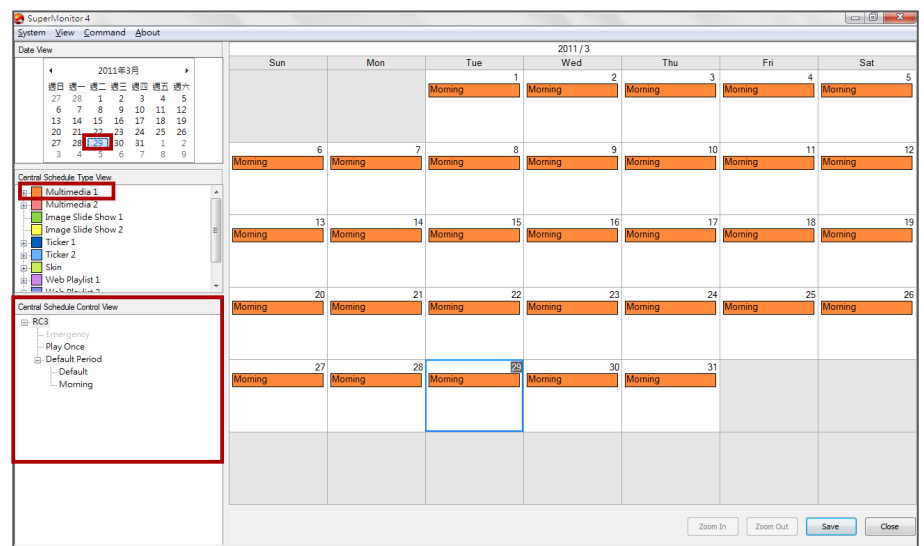 SuperMonitor 4
System View Command About
Date View
2011年3月
週日 週一 週二 週三 週四 週五 週六
27 28 1 2 3 4 5
6 7 8 9 10 11 12
13 14 15 16 17 18 19
20 21 22 23 24 25 26
27 28 29 30 31 1 2
3 4 5 6 7 8 9
Central Schedule Type View
Multimedia 1
Multimedia 2
Image Slide Show 1
Image Slide Show 2
Ticker 1
Ticker 2
Skin
Web Playlist 1
Web Playlist 2
Central Schedule Control View
RC3
Emergency
Play Once
Default Period
Default
Morning
2011 / 3
Sun Mon Tue Wed Thu Fri Sat
1 2 3 4 5
Morning Morning Morning Morning Morning
6 7 8 9 10 11 12
Morning Morning Morning Morning Morning Morning Morning
13 14 15 16 17 18 19
Morning Morning Morning Morning Morning Morning Morning
20 21 22 23 24 25 26
Morning Morning Morning Morning Morning Morning Morning
27 28 29 30 31
Morning Morning Morning Morning Morning
Zoom In Zoom Out Save Close